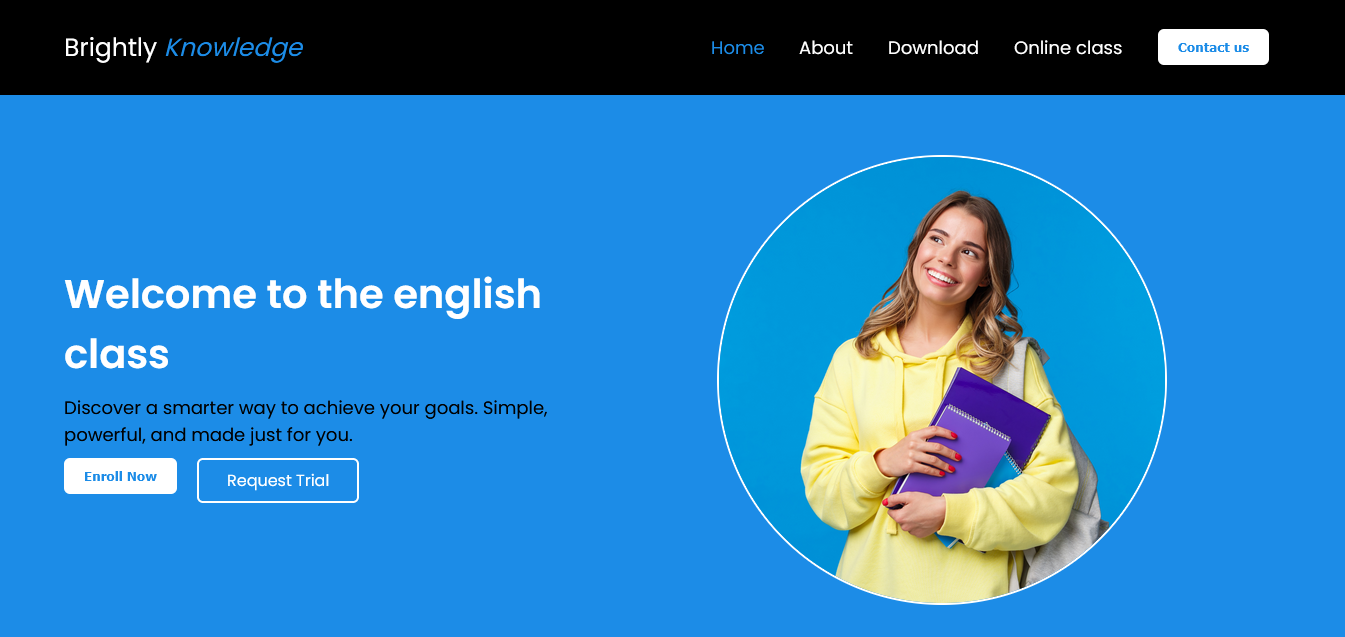 Brightly Knowledge
Home
About
Download
Online class
Contact us
Welcome to the english
class
Discover a smarter way to achieve your goals. Simple,
powerful, and made just for you.
Enroll Now
Request Trial